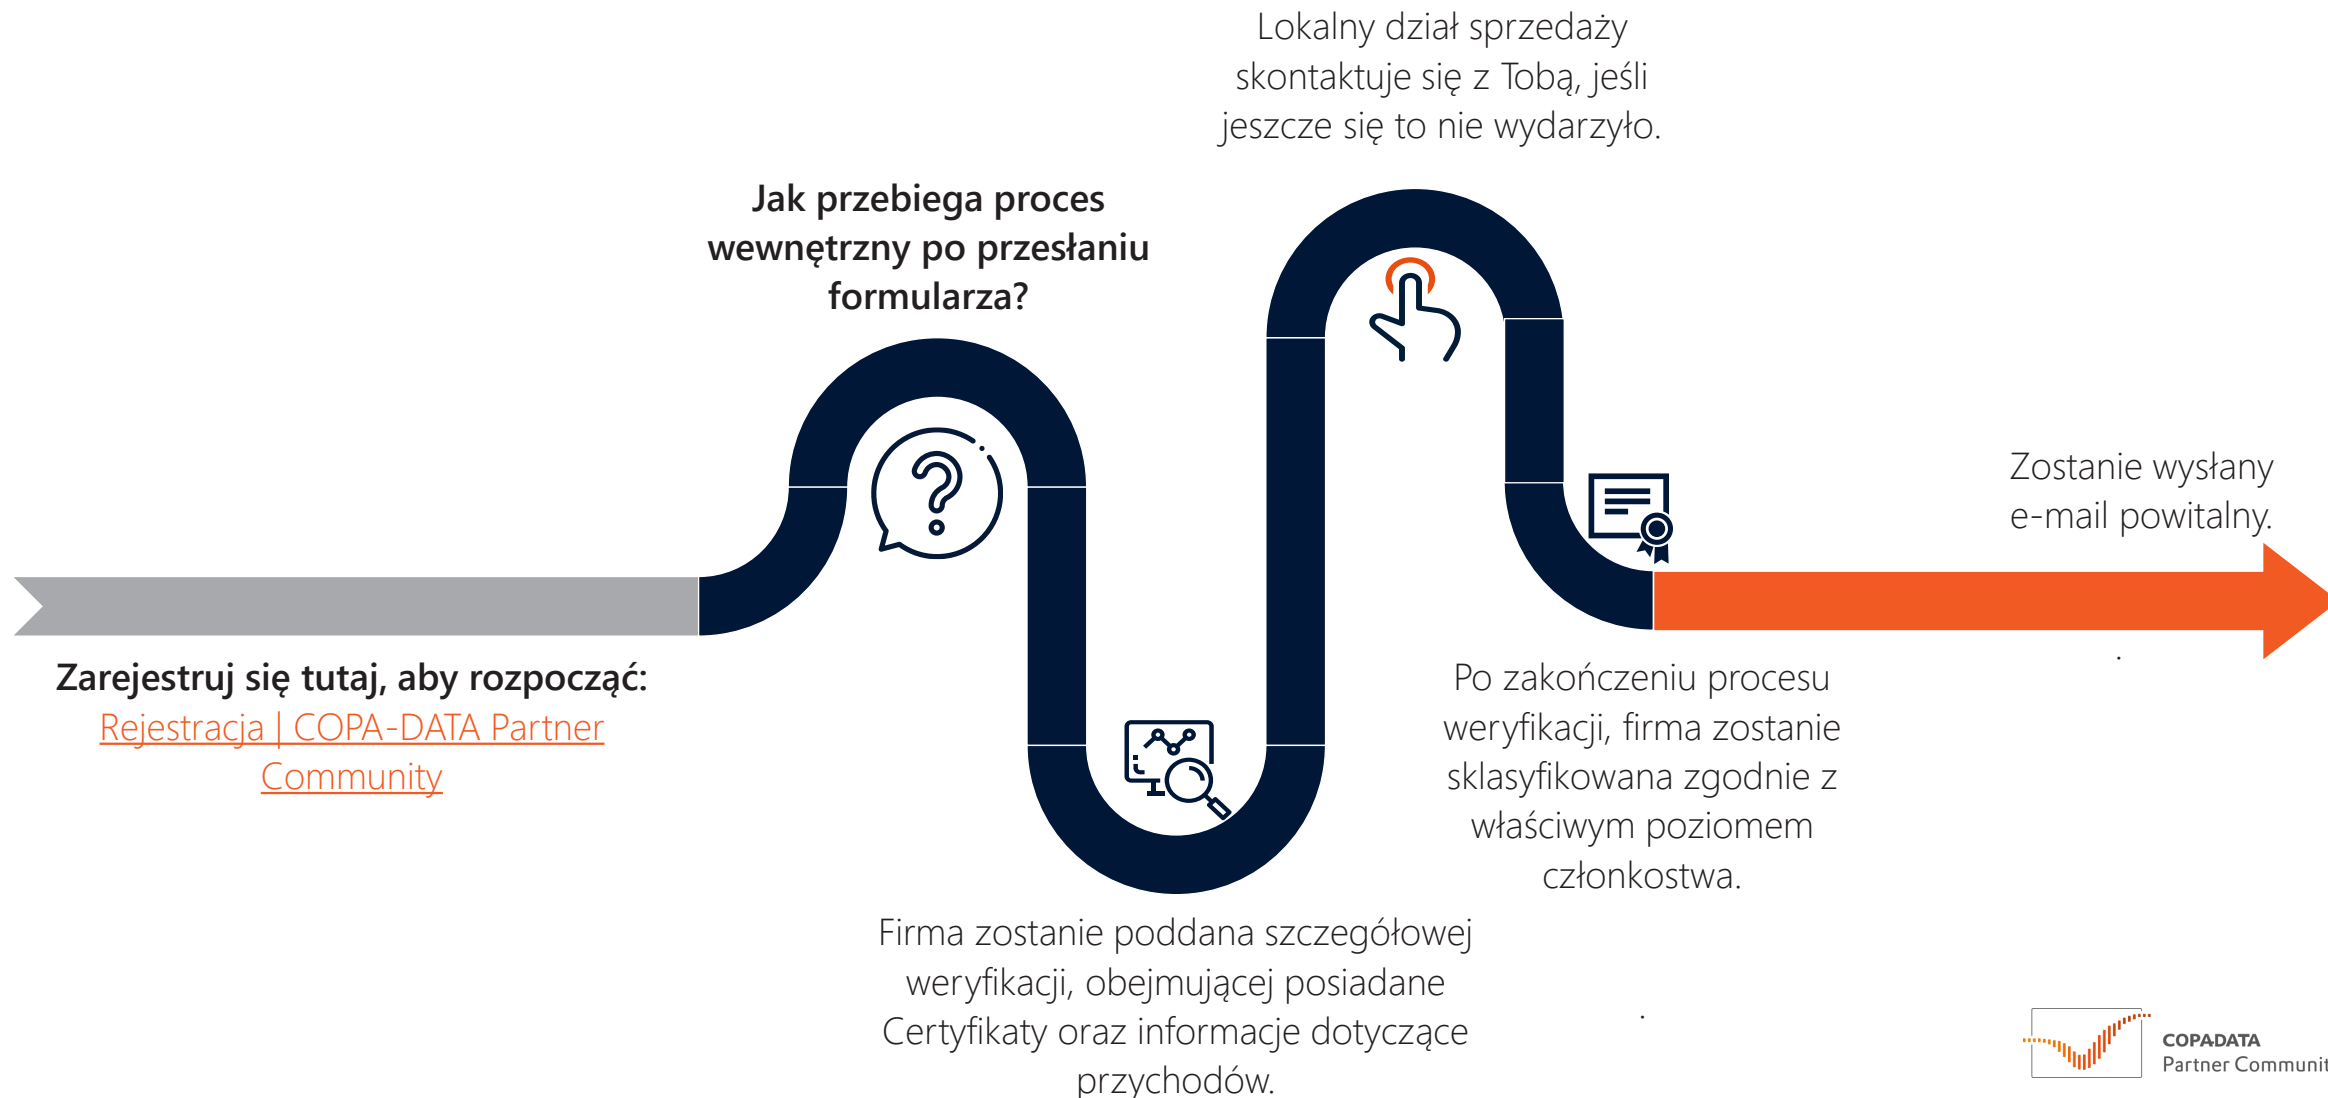 Zarejestruj się tutaj, aby rozpocząć:
Rejestracja | COPA-DATA Partner
Community
Jak przebiega proces
wewnętrzny po przesłaniu
formularza?
Firma zostanie poddana szczegółowej
weryfikacji, obejmującej posiadane
Certyfikaty oraz informacje dotyczące
przychodów.
Lokalny dział sprzedaży
skontaktuje się z Tobą, jeśli
jeszcze się to nie wydarzyło.
Po zakończeniu procesu
weryfikacji, firma zostanie
sklasyfikowana zgodnie z
właściwym poziomem
członkostwa.
Zostanie wysłany
e-mail powitalny.
.
.
COPADATA
Partner Communit